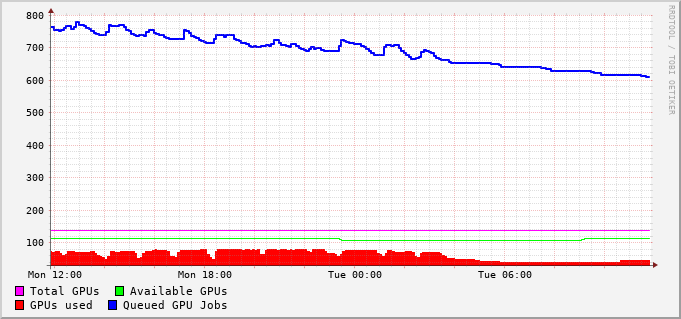 800
700
600
500
400
300
200
100
Mon 12:00 Mon 18:00 Tue 00:00 Tue 06:00
Total GPUs Available GPUs
GPUs used Queued GPU Jobs
RRDTOOL / TOBI OETIKER